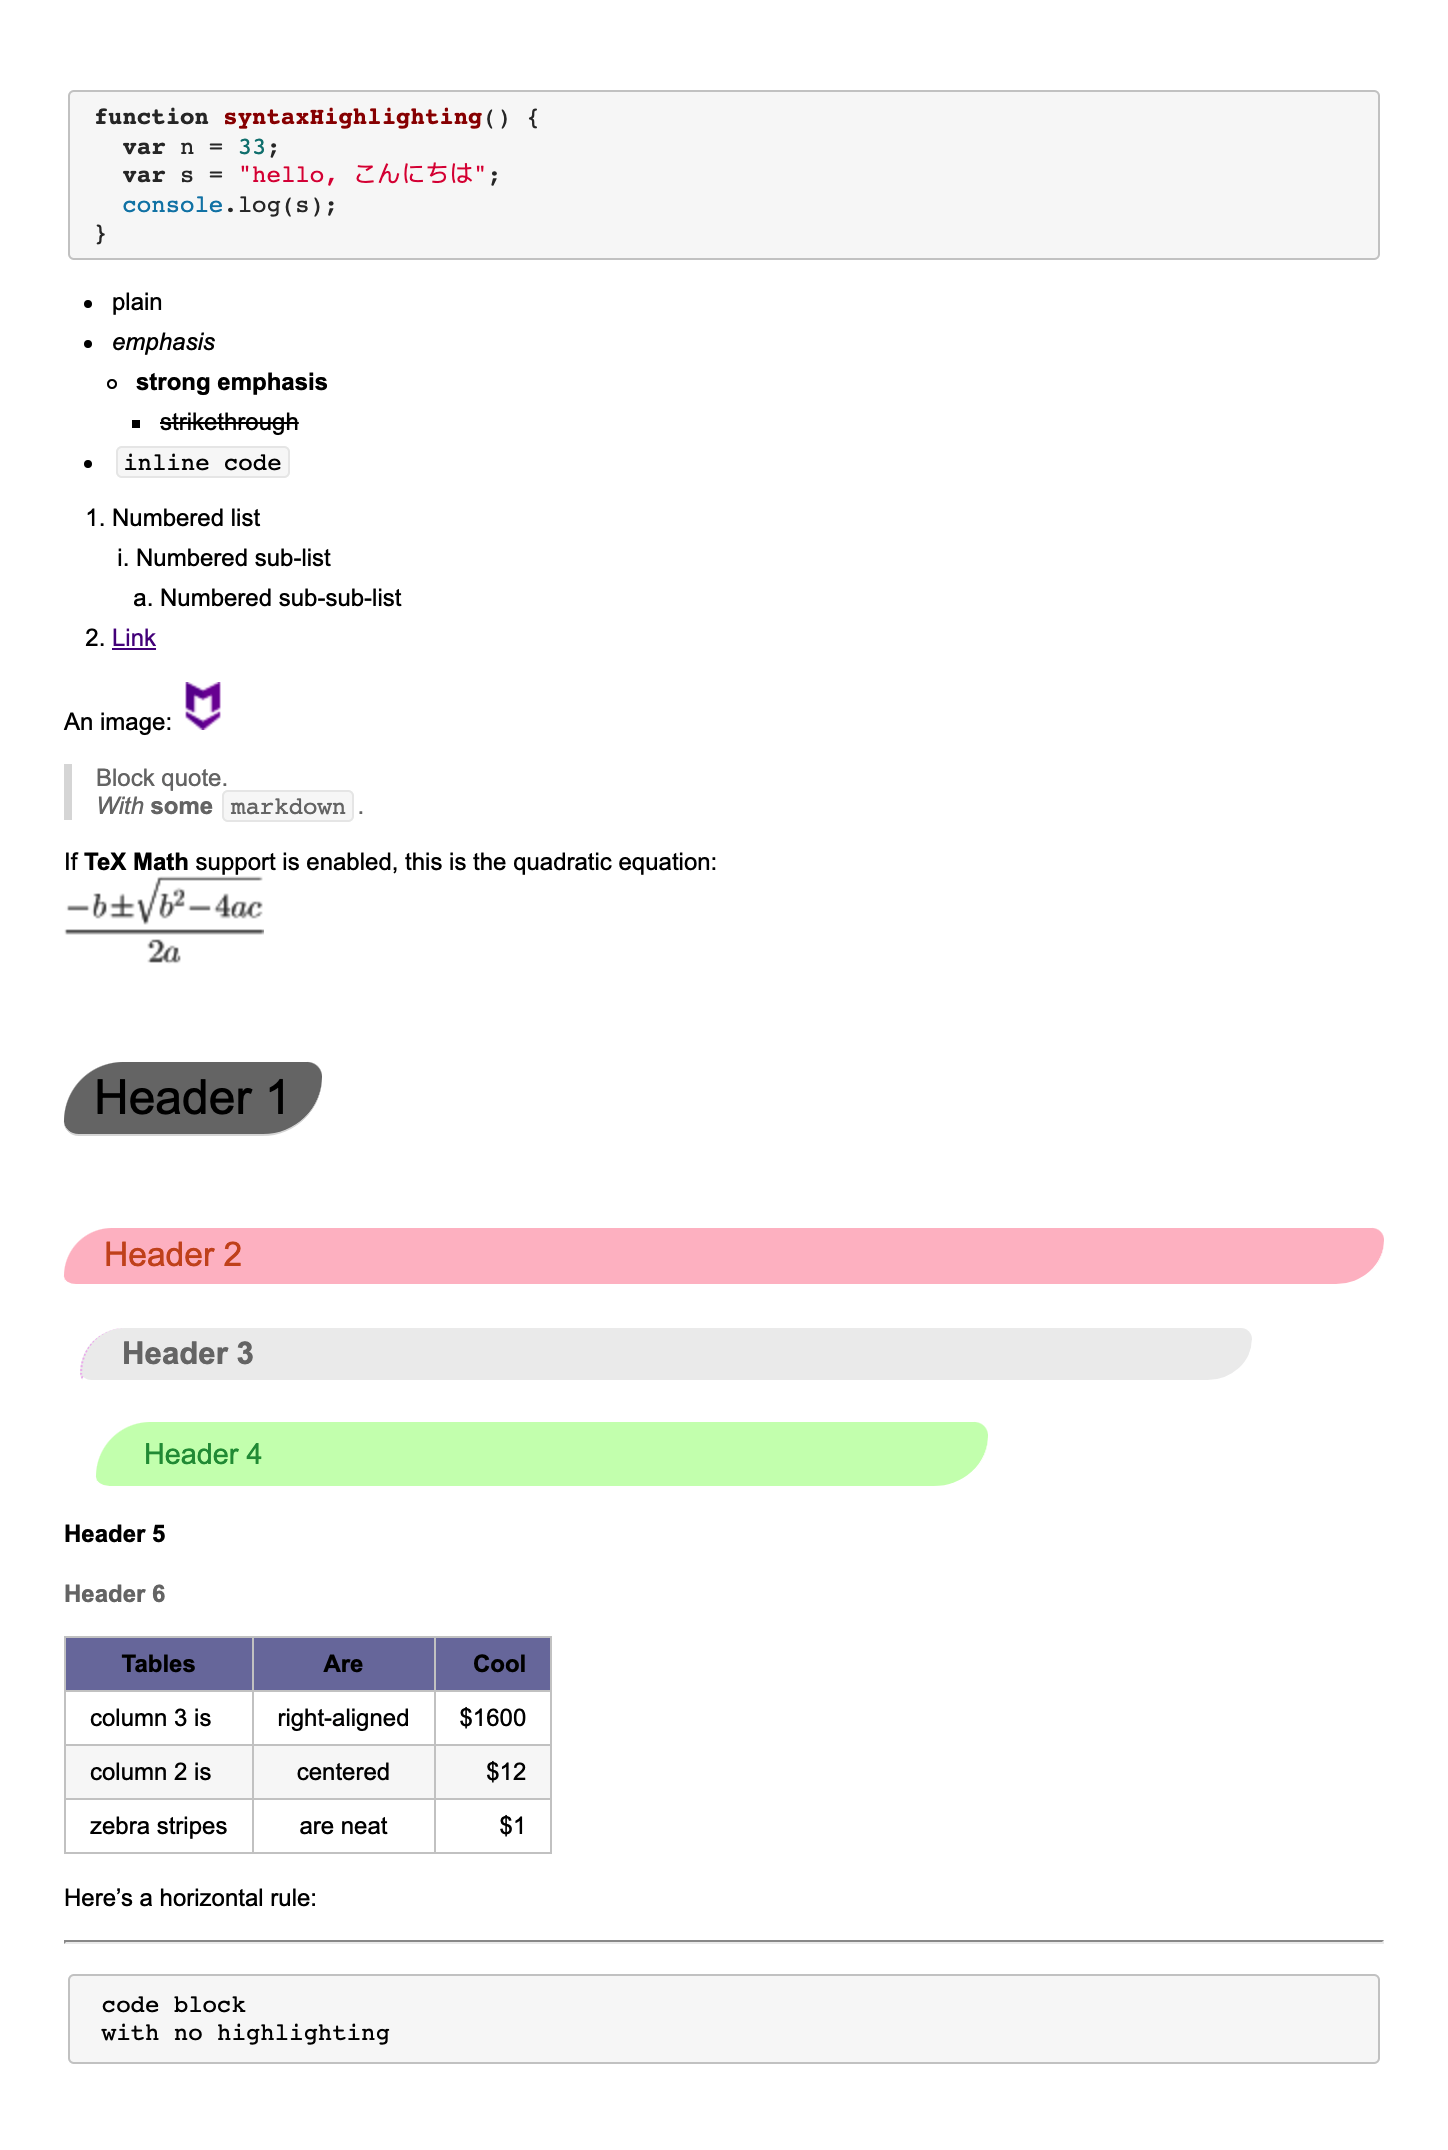 function syntaxHighlighting() {
  var n = 33;
  var s = "hello, こんにちは";
  console.log(s);
}
plain
emphasis
strong emphasis
strikethrough
inline code
1. Numbered list
i. Numbered sub-list
a. Numbered sub-sub-list
2. Link
An image:
Block quote.
With some markdown.
If TeX Math support is enabled, this is the quadratic equation:
−b±√b²−4ac
2a
Header 1
Header 2
Header 3
Header 4
Header 5
Header 6
Tables Are Cool
column 3 is right-aligned $1600
column 2 is centered $12
zebra stripes are neat $1
Here’s a horizontal rule:
code block
with no highlighting